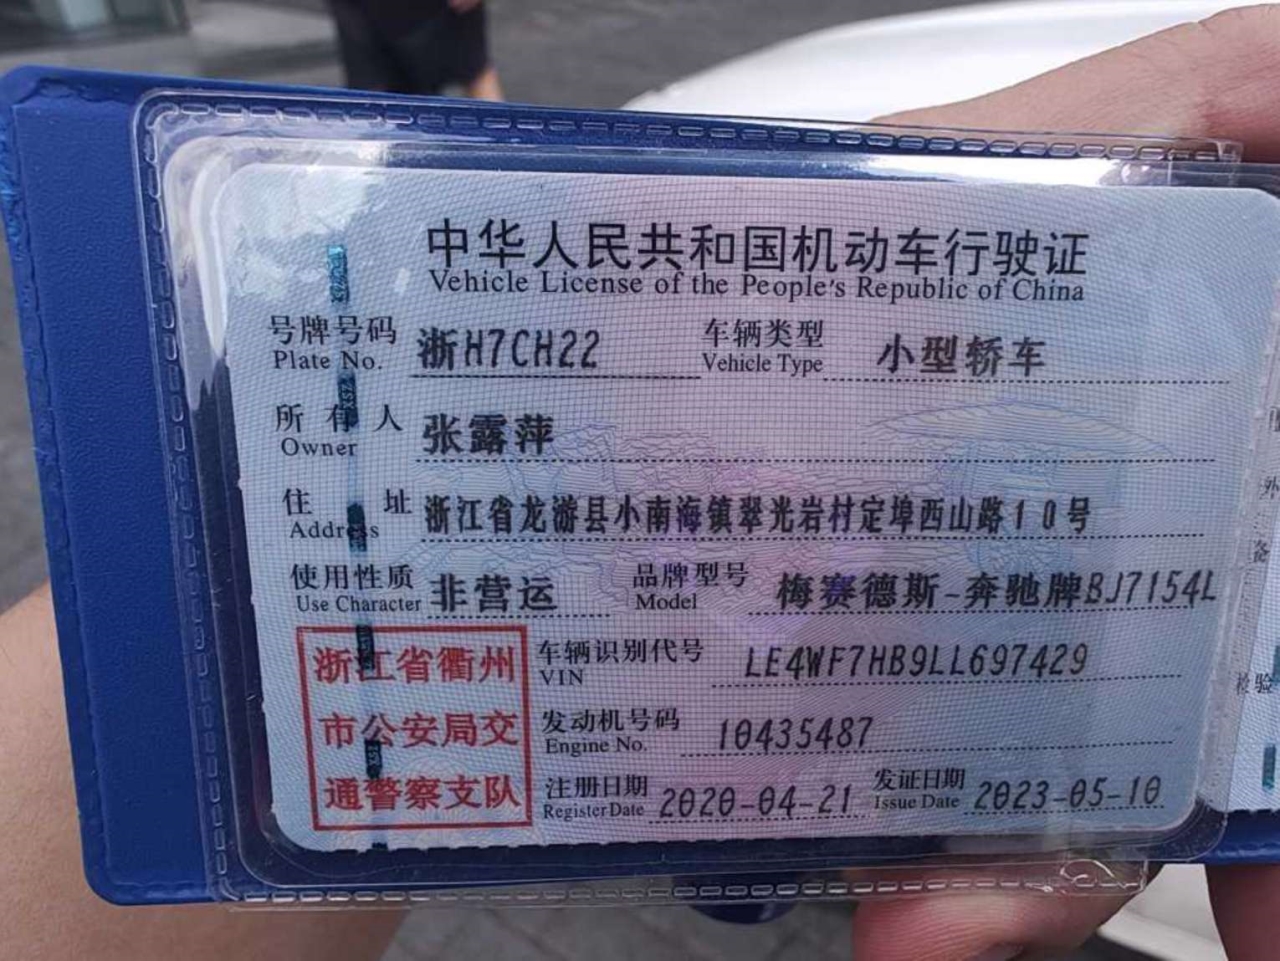 中华人民共和国机动车行驶证
Vehicle License of the People's Republic of China
号牌号码 浙H7CH22 车辆类型 小型轿车
Plate No. Vehicle Type
所有人 张露萍
Owner
住址 浙江省龙游县小南海镇翠光岩村定埠西山路10号
Address
使用性质 非营运 品牌型号 梅赛德斯-奔驰牌BJ7154L
Use Character Model
浙江省衢州
市公安局交
通警察支队
车辆识别代号 LE4WF7HB9LL697429
VIN
发动机号码 10435487
Engine No.
注册日期 2020-04-21 发证日期 2023-05-10
Register Date Issue Date
检验